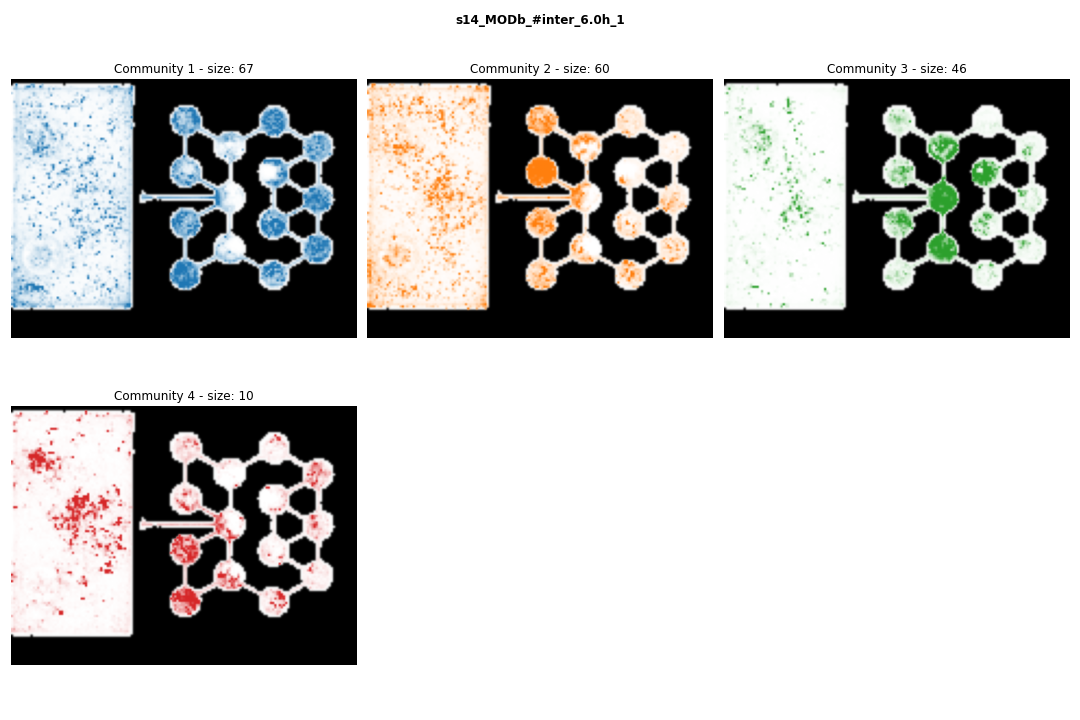 s14_MODb_#inter_6.0h_1
Community 1 - size: 67
Community 2 - size: 60
Community 3 - size: 46
Community 4 - size: 10